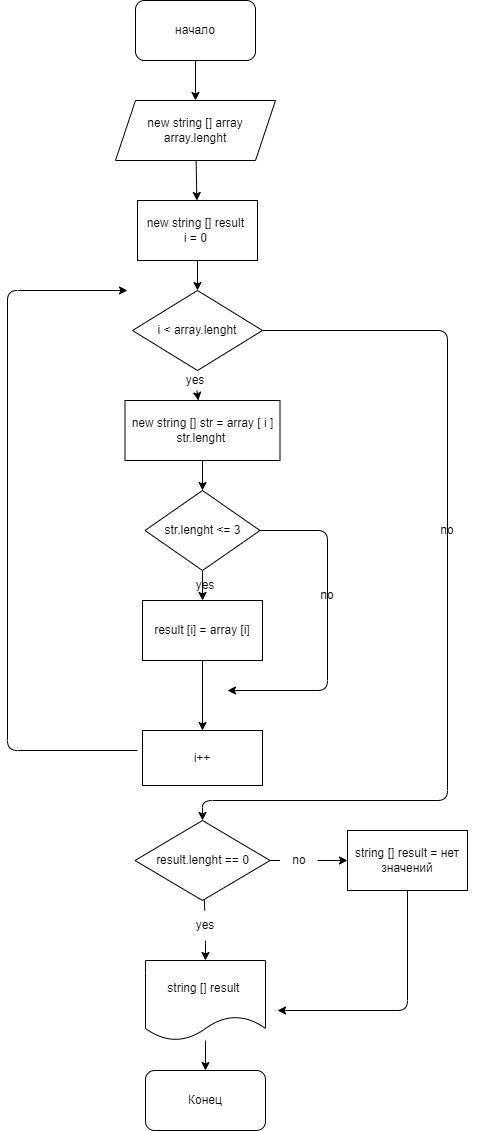 начало
new string [] array
array.lenght
new string [] result
i = 0
i < array.lenght
yes
new string [] str = array [ i ]
str.lenght
str.lenght <= 3
no
yes
no
result [i] = array [i]
i++
result.lenght == 0
no
string [] result = нет
значений
yes
string [] result
Конец